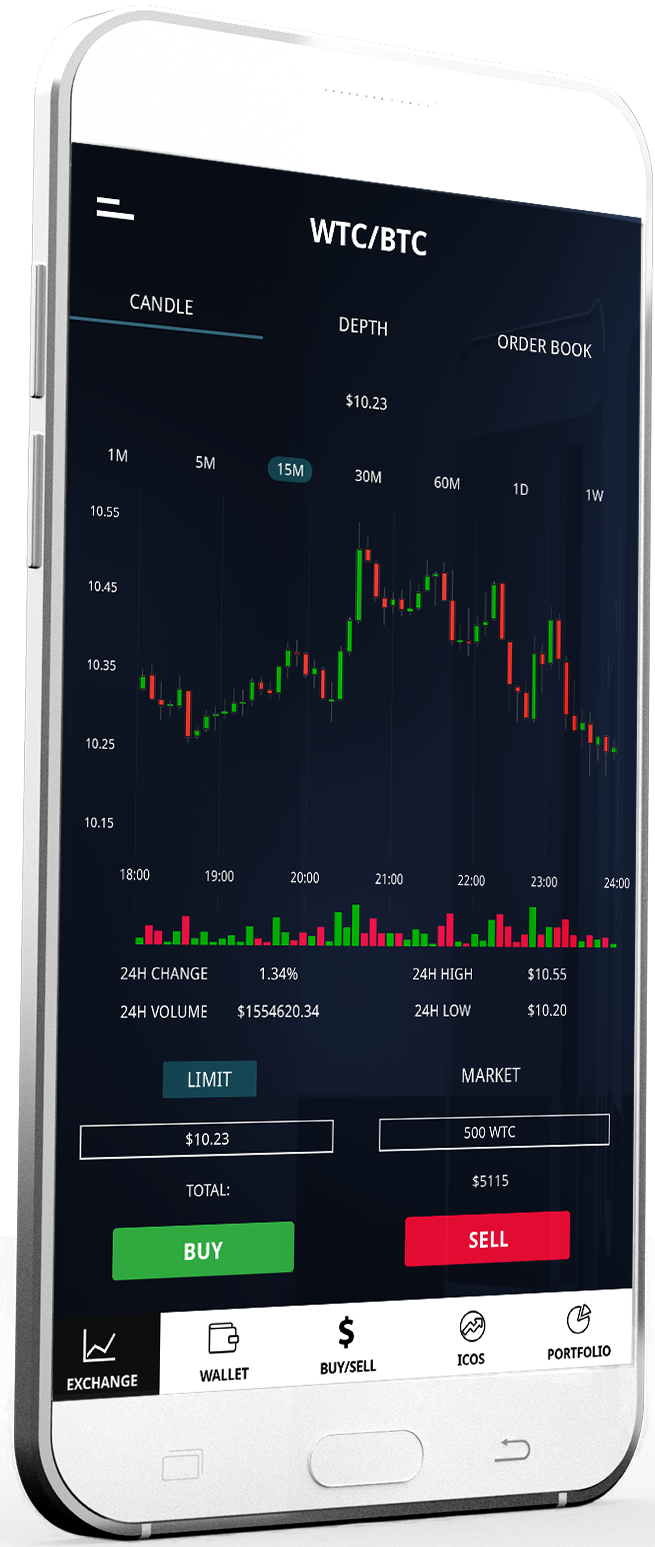 WTC/BTC
CANDLE DEPTH ORDER BOOK
$10.23
1M 5M 15M 30M 60M 1D 1W
10.55
10.45
10.35
10.25
10.15
18:00 19:00 20:00 21:00 22:00 23:00 24:00
24H CHANGE 1.34% 24H HIGH $10.55
24H VOLUME $1554620.34 24H LOW $10.20
LIMIT MARKET
$10.23 500 WTC
TOTAL: $5115
BUY SELL
EXCHANGE WALLET BUY/SELL ICOS PORTFOLIO